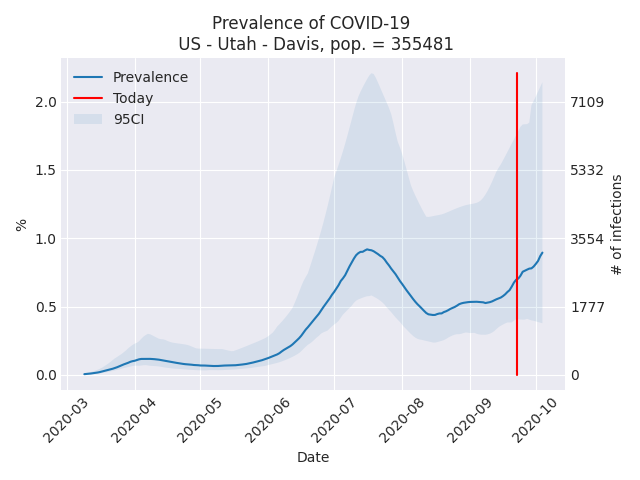 Prevalence of COVID-19
US - Utah - Davis, pop. = 355481
Prevalence
Today
95CI
2.0
1.5
1.0
0.5
0.0
%
7109
5332
3554
1777
0
# of infections
2020-03
2020-04
2020-05
2020-06
2020-07
2020-08
2020-09
2020-10
Date